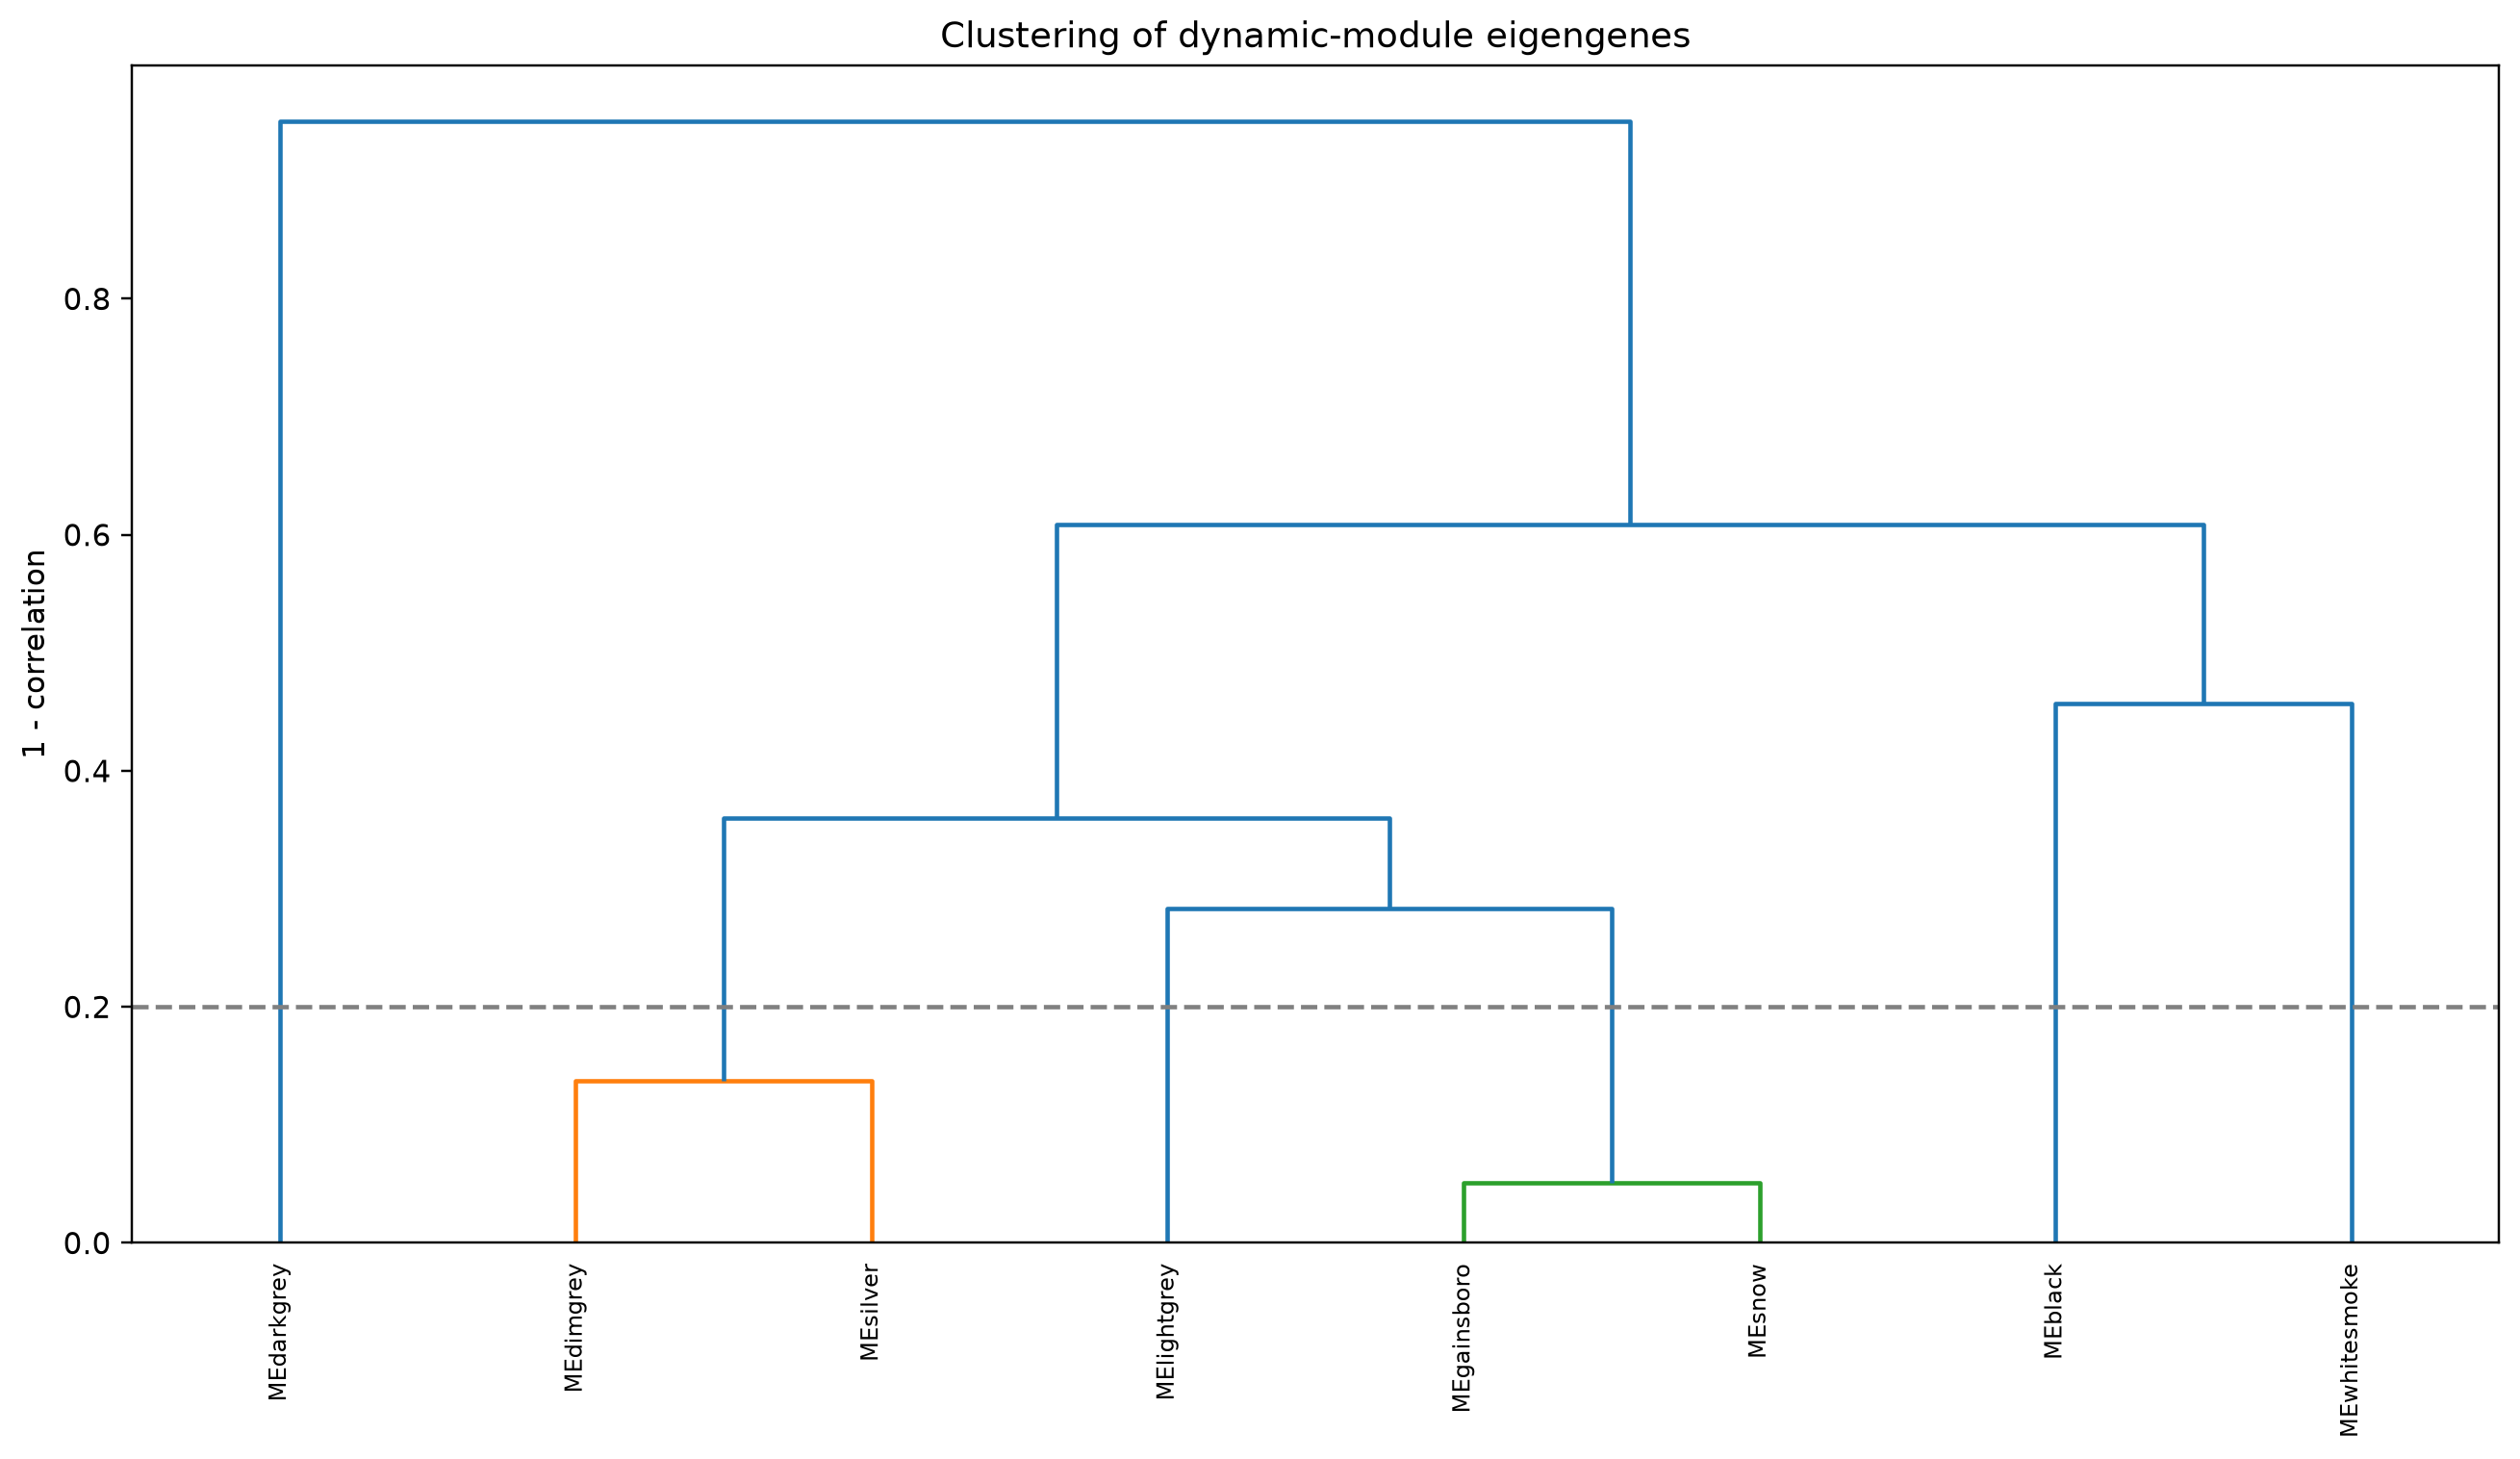 Clustering of dynamic-module eigengenes
1 - correlation
0.8
0.6
0.4
0.2
0.0
MEdarkgrey
MEdimgrey
MEsilver
MElightgrey
MEgainsboro
MEsnow
MEblack
MEwhitesmoke